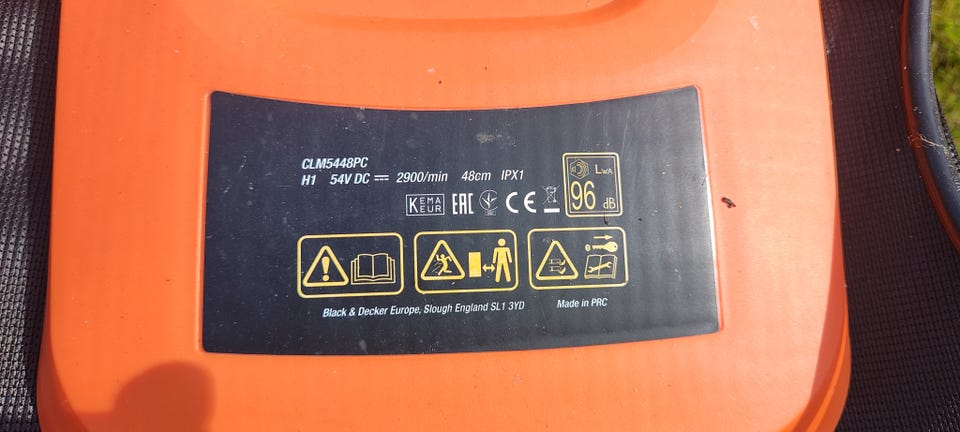 CLM5448PC
H1 54V DC 2900/min 48cm IPX1
LWA
96 dB
KEMA
KEUR
EAC CE
Black & Decker Europe, Slough England SL1 3YD
Made in PRC